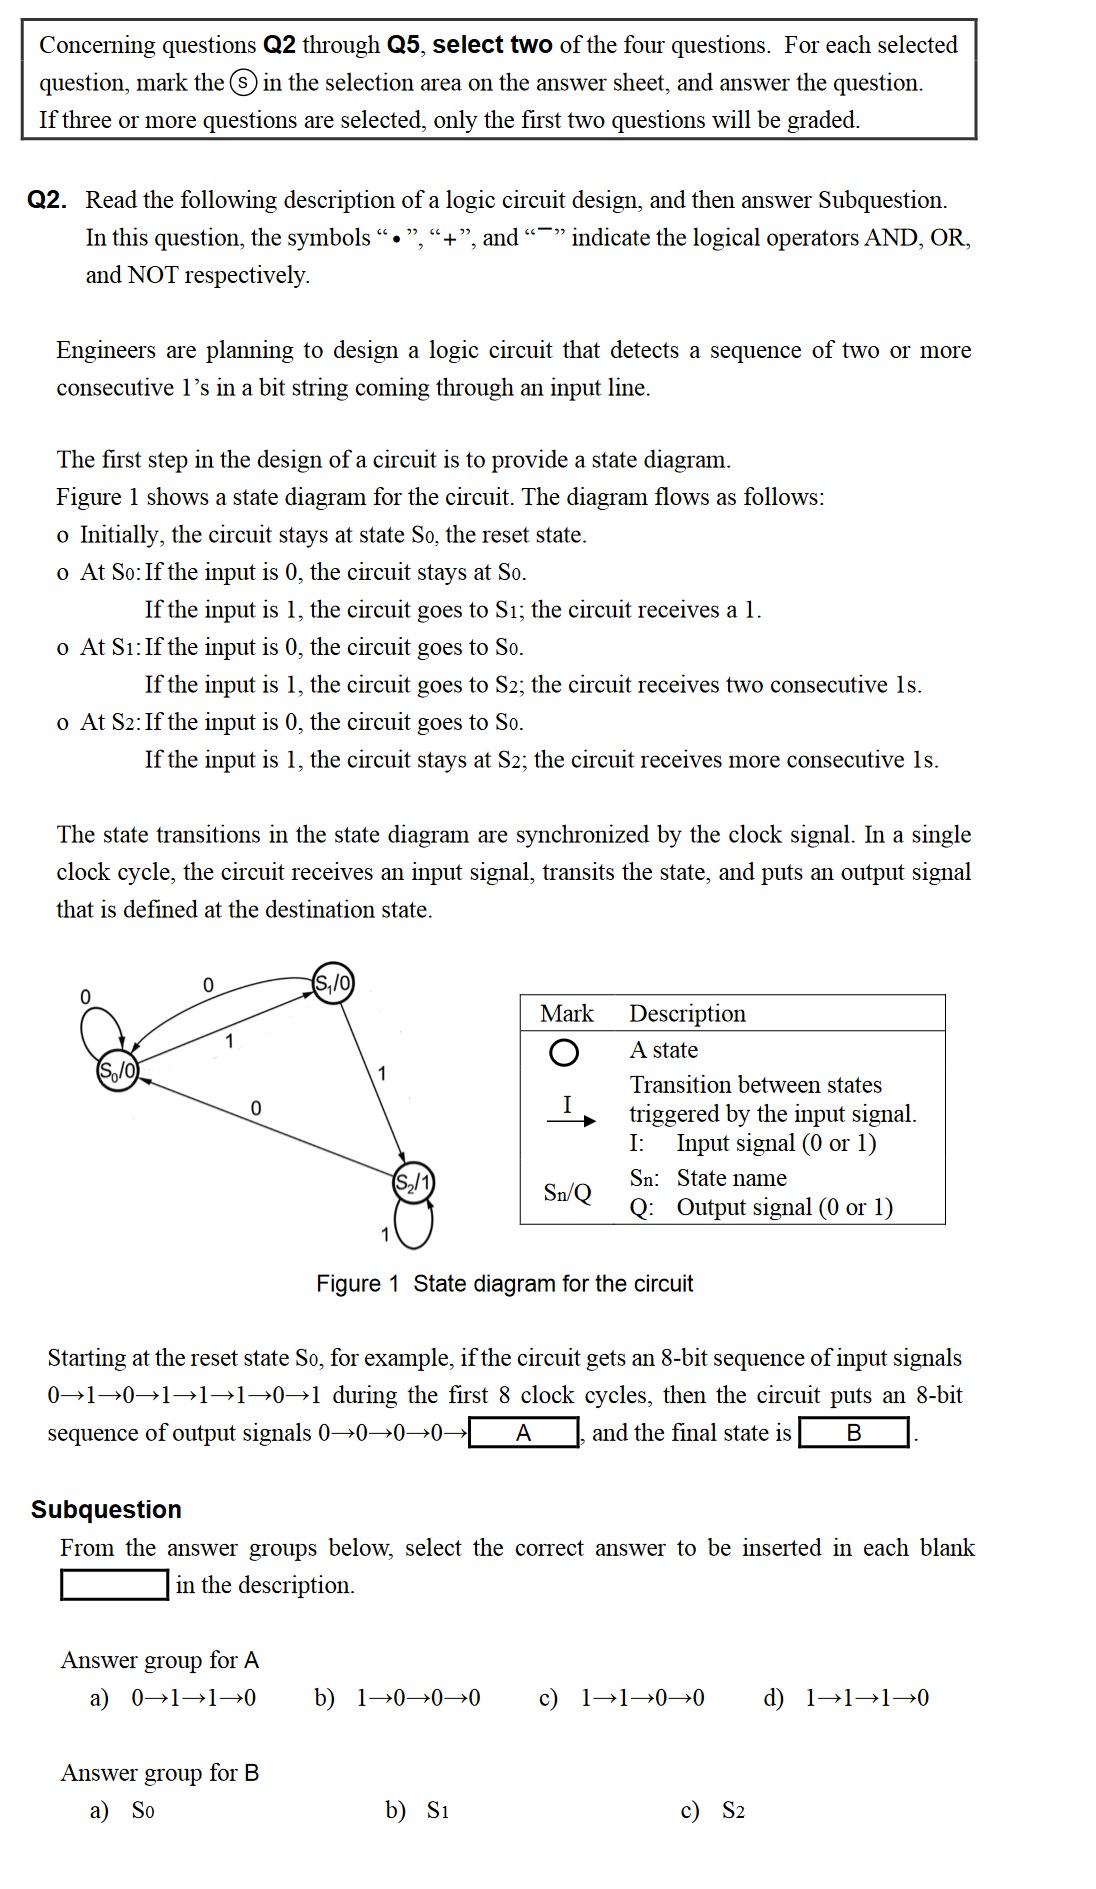 Concerning questions Q2 through Q5, select two of the four questions. For each selected
question, mark the Ⓢ in the selection area on the answer sheet, and answer the question.
If three or more questions are selected, only the first two questions will be graded.
Q2. Read the following description of a logic circuit design, and then answer Subquestion.
In this question, the symbols “ • ”, “+”, and “‾” indicate the logical operators AND, OR,
and NOT respectively.
Engineers are planning to design a logic circuit that detects a sequence of two or more
consecutive 1’s in a bit string coming through an input line.
The first step in the design of a circuit is to provide a state diagram.
Figure 1 shows a state diagram for the circuit. The diagram flows as follows:
o Initially, the circuit stays at state S0, the reset state.
o At S0: If the input is 0, the circuit stays at S0.
If the input is 1, the circuit goes to S1; the circuit receives a 1.
o At S1: If the input is 0, the circuit goes to S0.
If the input is 1, the circuit goes to S2; the circuit receives two consecutive 1s.
o At S2: If the input is 0, the circuit goes to S0.
If the input is 1, the circuit stays at S2; the circuit receives more consecutive 1s.
The state transitions in the state diagram are synchronized by the clock signal. In a single
clock cycle, the circuit receives an input signal, transits the state, and puts an output signal
that is defined at the destination state.
0
0
S1/0
1
S0/0
1
0
S2/1
1
Mark Description
A state
I Transition between states
triggered by the input signal.
I: Input signal (0 or 1)
Sn/Q Sn: State name
Q: Output signal (0 or 1)
Figure 1 State diagram for the circuit
Starting at the reset state S0, for example, if the circuit gets an 8-bit sequence of input signals
0→1→0→1→1→1→0→1 during the first 8 clock cycles, then the circuit puts an 8-bit
sequence of output signals 0→0→0→0→ A , and the final state is B .
Subquestion
From the answer groups below, select the correct answer to be inserted in each blank
in the description.
Answer group for A
a) 0→1→1→0 b) 1→0→0→0 c) 1→1→0→0 d) 1→1→1→0
Answer group for B
a) S0 b) S1 c) S2